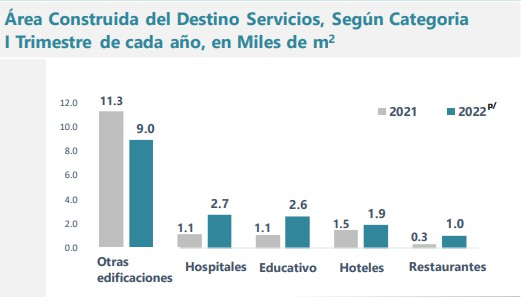 Área Construida del Destino Servicios, Según Categoria
I Trimestre de cada año, en Miles de m²
12.0
10.0
8.0
6.0
4.0
2.0
0.0
2021
2022ᵖ/
11.3
9.0
1.1
2.7
1.1
2.6
1.5
1.9
0.3
1.0
Otras
edificaciones
Hospitales
Educativo
Hoteles
Restaurantes